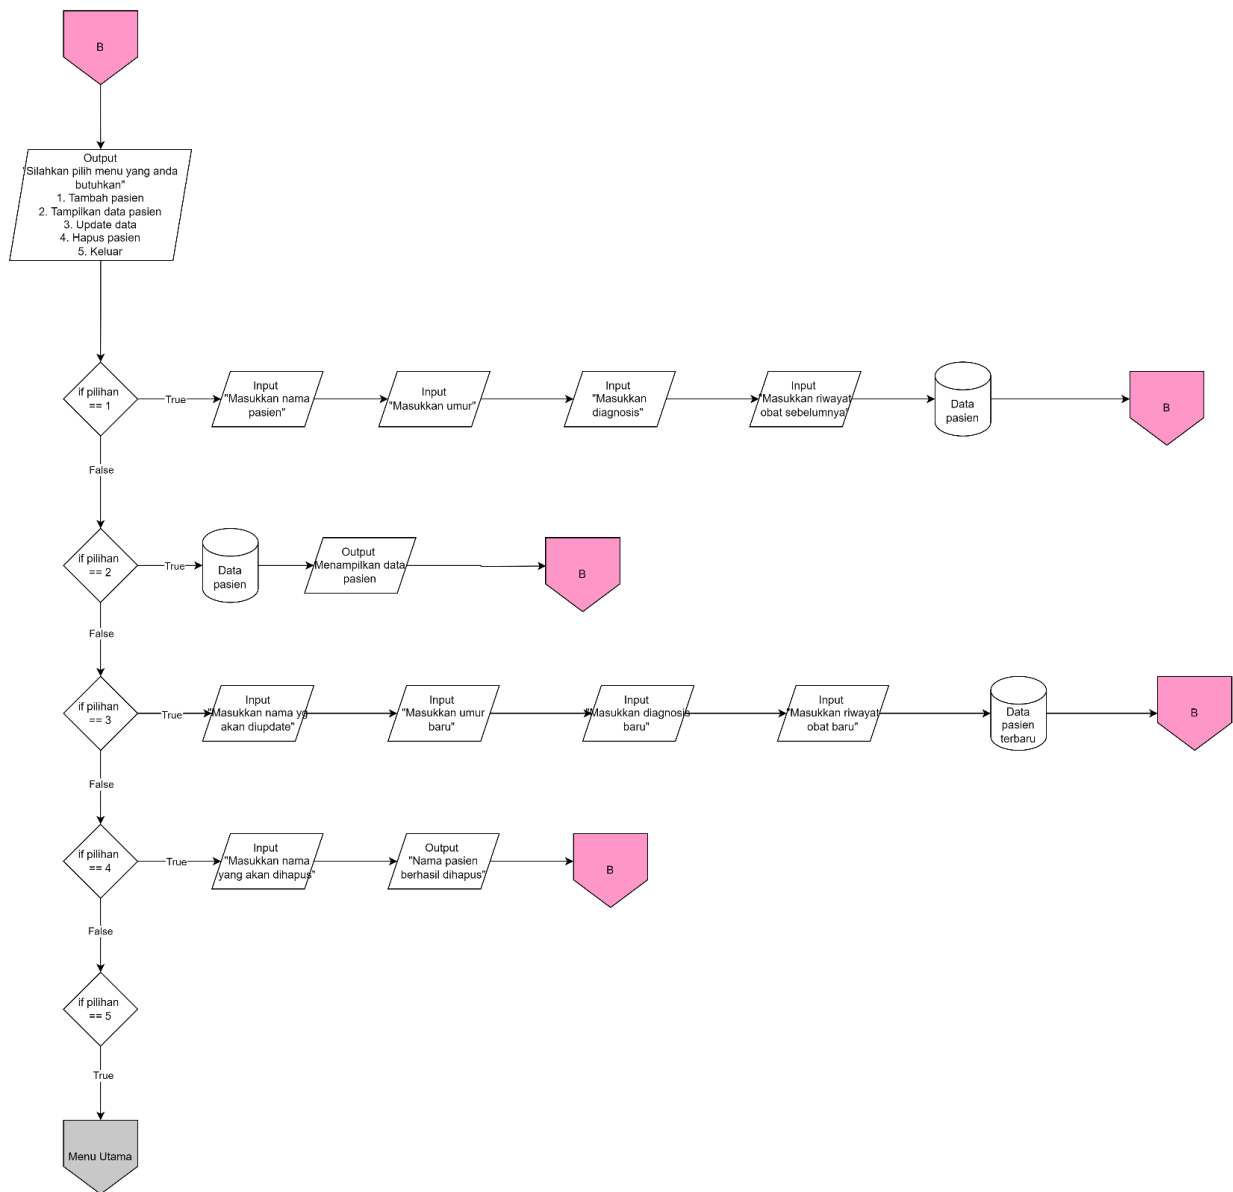 B
Output
"Silahkan pilih menu yang anda
butuhkan"
1. Tambah pasien
2. Tampilkan data pasien
3. Update data
4. Hapus pasien
5. Keluar
if pilihan
== 1
True
Input
"Masukkan nama
pasien"
Input
"Masukkan umur"
Input
"Masukkan
diagnosis"
Input
"Masukkan riwayat
obat sebelumnya"
Data
pasien
B
False
if pilihan
== 2
True
Data
pasien
Output
Menampilkan data
pasien
B
False
if pilihan
== 3
True
Input
"Masukkan nama yg
akan diupdate"
Input
"Masukkan umur
baru"
Input
"Masukkan diagnosis
baru"
Input
"Masukkan riwayat
obat baru"
Data
pasien
terbaru
B
False
if pilihan
== 4
True
Input
"Masukkan nama
yang akan dihapus"
Output
"Nama pasien
berhasil dihapus"
B
False
if pilihan
== 5
True
Menu Utama